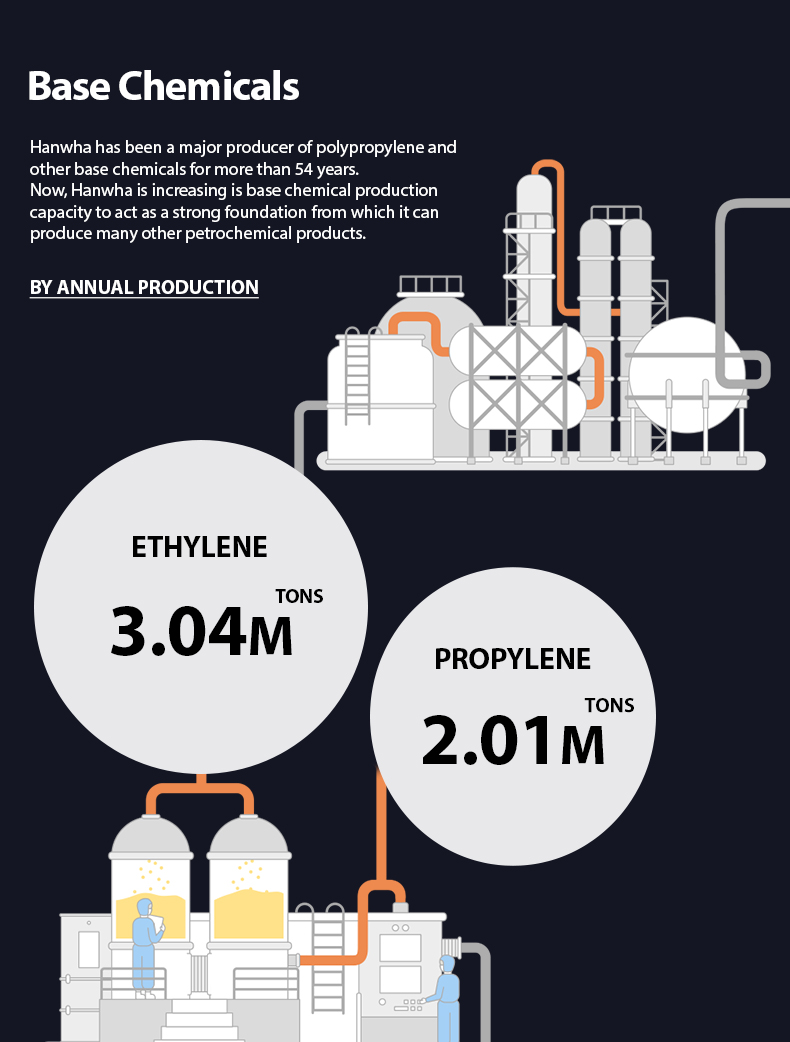 Base Chemicals
Hanwha has been a major producer of polypropylene and
other base chemicals for more than 54 years.
Now, Hanwha is increasing is base chemical production
capacity to act as a strong foundation from which it can
produce many other petrochemical products.
BY ANNUAL PRODUCTION
ETHYLENE
TONS
3.04M
PROPYLENE
TONS
2.01M